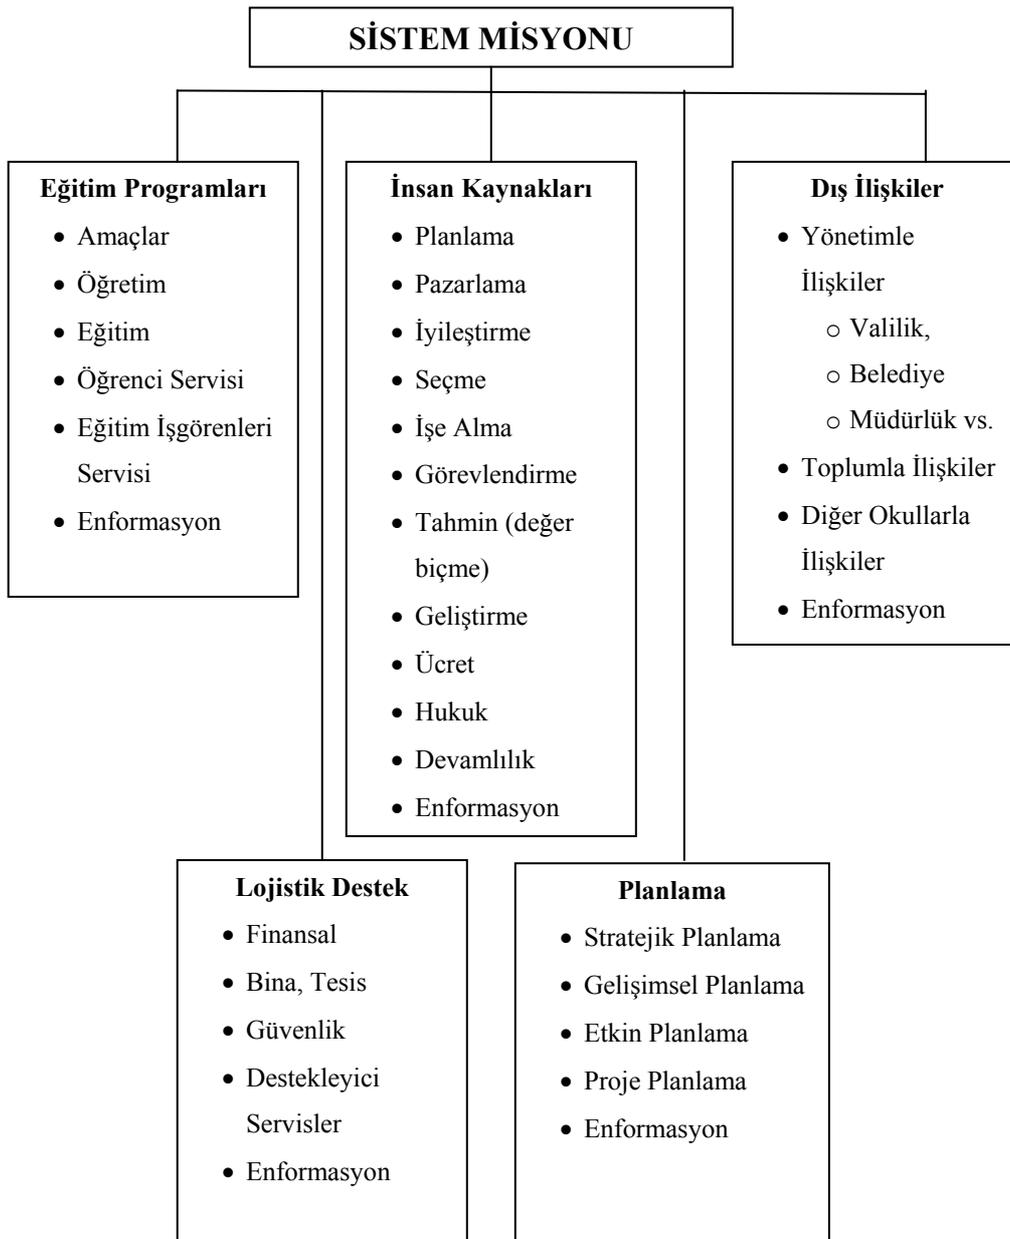 SİSTEM MİSYONU
Eğitim Programları
• Amaçlar
• Öğretim
• Eğitim
• Öğrenci Servisi
• Eğitim İşgörenleri
Servisi
• Enformasyon
İnsan Kaynakları
• Planlama
• Pazarlama
• İyileştirme
• Seçme
• İşe Alma
• Görevlendirme
• Tahmin (değer
biçme)
• Geliştirme
• Ücret
• Hukuk
• Devamlılık
• Enformasyon
Dış İlişkiler
• Yönetimle
İlişkiler
o Valilik,
o Belediye
o Müdürlük vs.
• Toplumla İlişkiler
• Diğer Okullarla
İlişkiler
• Enformasyon
Lojistik Destek
• Finansal
• Bina, Tesis
• Güvenlik
• Destekleyici
Servisler
• Enformasyon
Planlama
• Stratejik Planlama
• Gelişimsel Planlama
• Etkin Planlama
• Proje Planlama
• Enformasyon